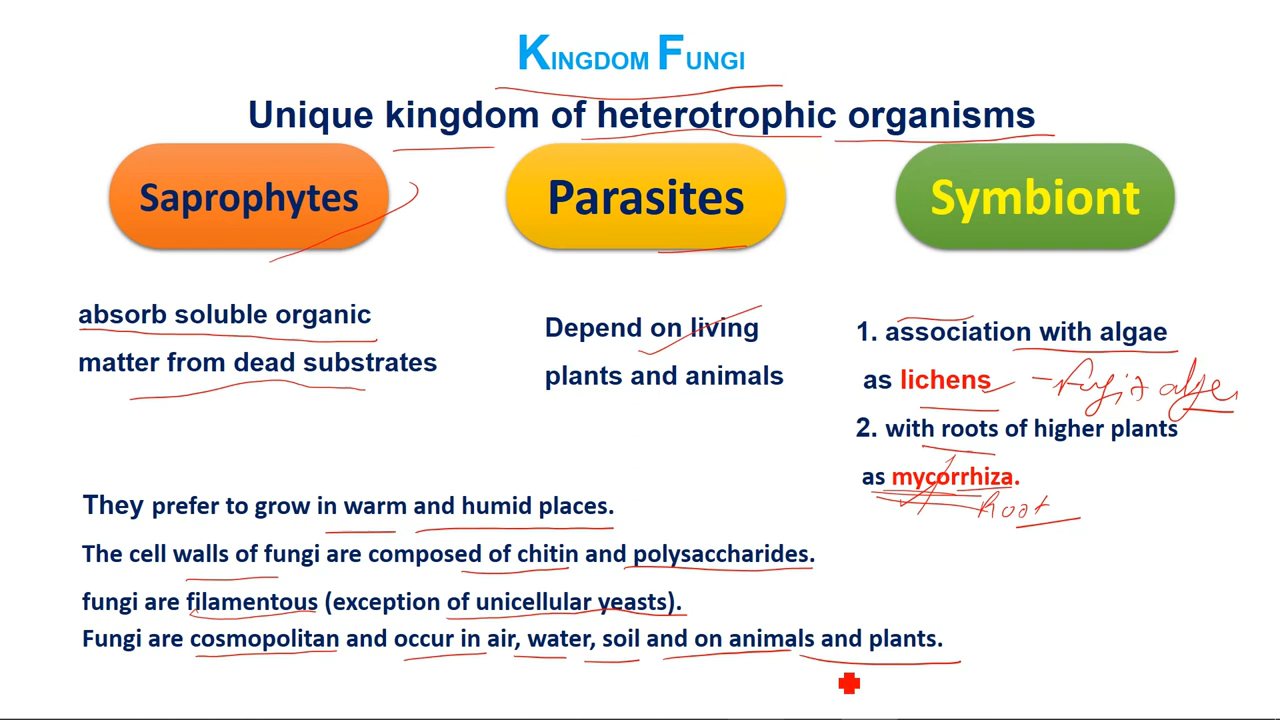 KINGDOM FUNGI
Unique kingdom of heterotrophic organisms
Saprophytes
Parasites
Symbiont
absorb soluble organic
matter from dead substrates
Depend on living
plants and animals
1. association with algae
as lichens
2. with roots of higher plants
as mycorrhiza.
Root
They prefer to grow in warm and humid places.
The cell walls of fungi are composed of chitin and polysaccharides.
fungi are filamentous (exception of unicellular yeasts).
Fungi are cosmopolitan and occur in air, water, soil and on animals and plants.